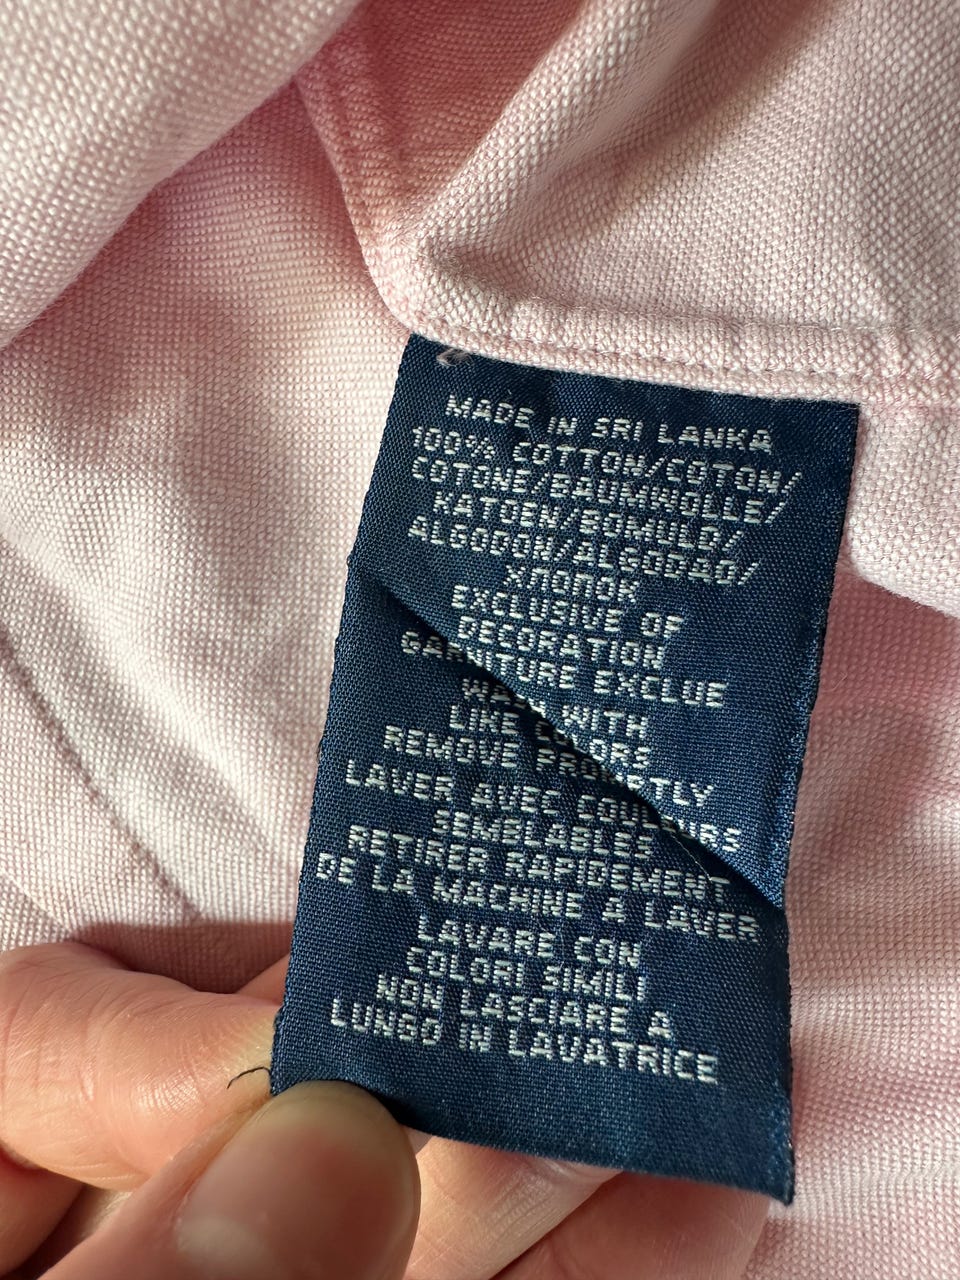 MADE IN SRI LANKA
100% COTTON/COTON/
COTONE/BAUMWOLLE/
KATOEN/BOMULD/
ALGODON/ALGODAO/
ХЛОПОК
EXCLUSIVE OF
DECORATION
GARNITURE EXCLUE
WASH WITH
LIKE COLORS
REMOVE PROMPTLY
LAVER AVEC COULEURS
SEMBLABLES
RETIRER RAPIDEMENT
DE LA MACHINE A LAVER
LAVARE CON
COLORI SIMILI
NON LASCIARE A
LUNGO IN LAVATRICE